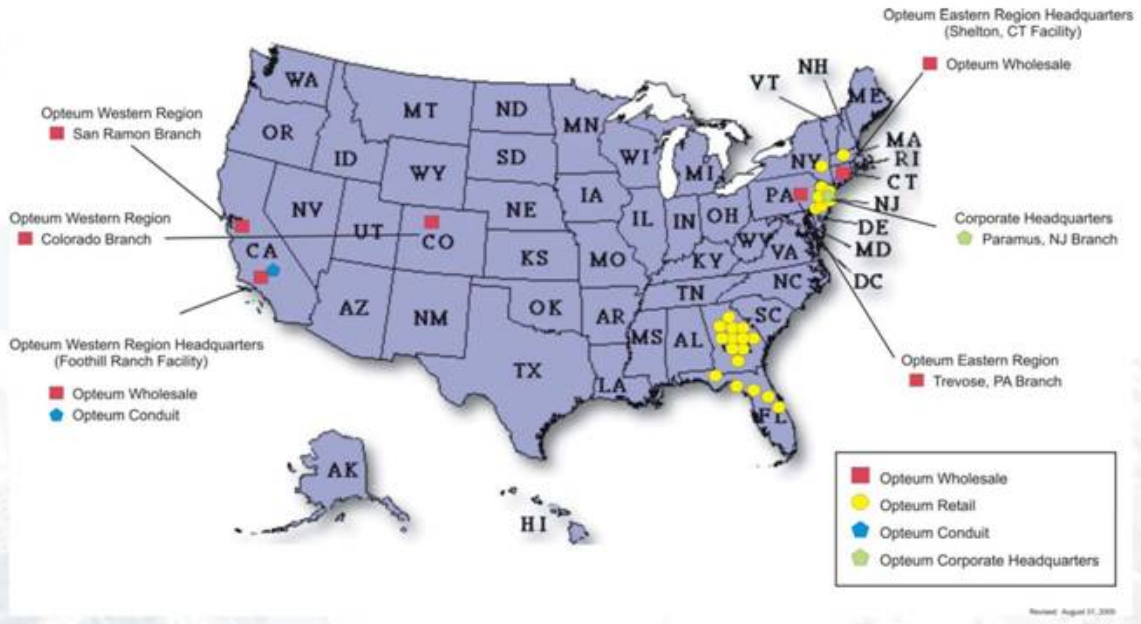 Opteum Eastern Region Headquarters
(Shelton, CT Facility)
Opteum Wholesale
Opteum Western Region
San Ramon Branch
Opteum Western Region
Colorado Branch
Opteum Western Region Headquarters
(Foothill Ranch Facility)
Opteum Wholesale
Opteum Conduit
Corporate Headquarters
Paramus, NJ Branch
Opteum Eastern Region
Trevose, PA Branch
WA
MT
ND
MN
OR
ID
WY
SD
WI
MI
NY
VT
NH
ME
MA
RI
CT
NJ
PA
DE
MD
DC
NV
UT
CO
NE
IA
IL
IN
OH
WV
VA
CA
KS
MO
KY
NC
AZ
NM
OK
AR
TN
SC
MS
AL
TX
LA
FL
AK
HI
Opteum Wholesale
Opteum Retail
Opteum Conduit
Opteum Corporate Headquarters
Revised: August 31, 2005